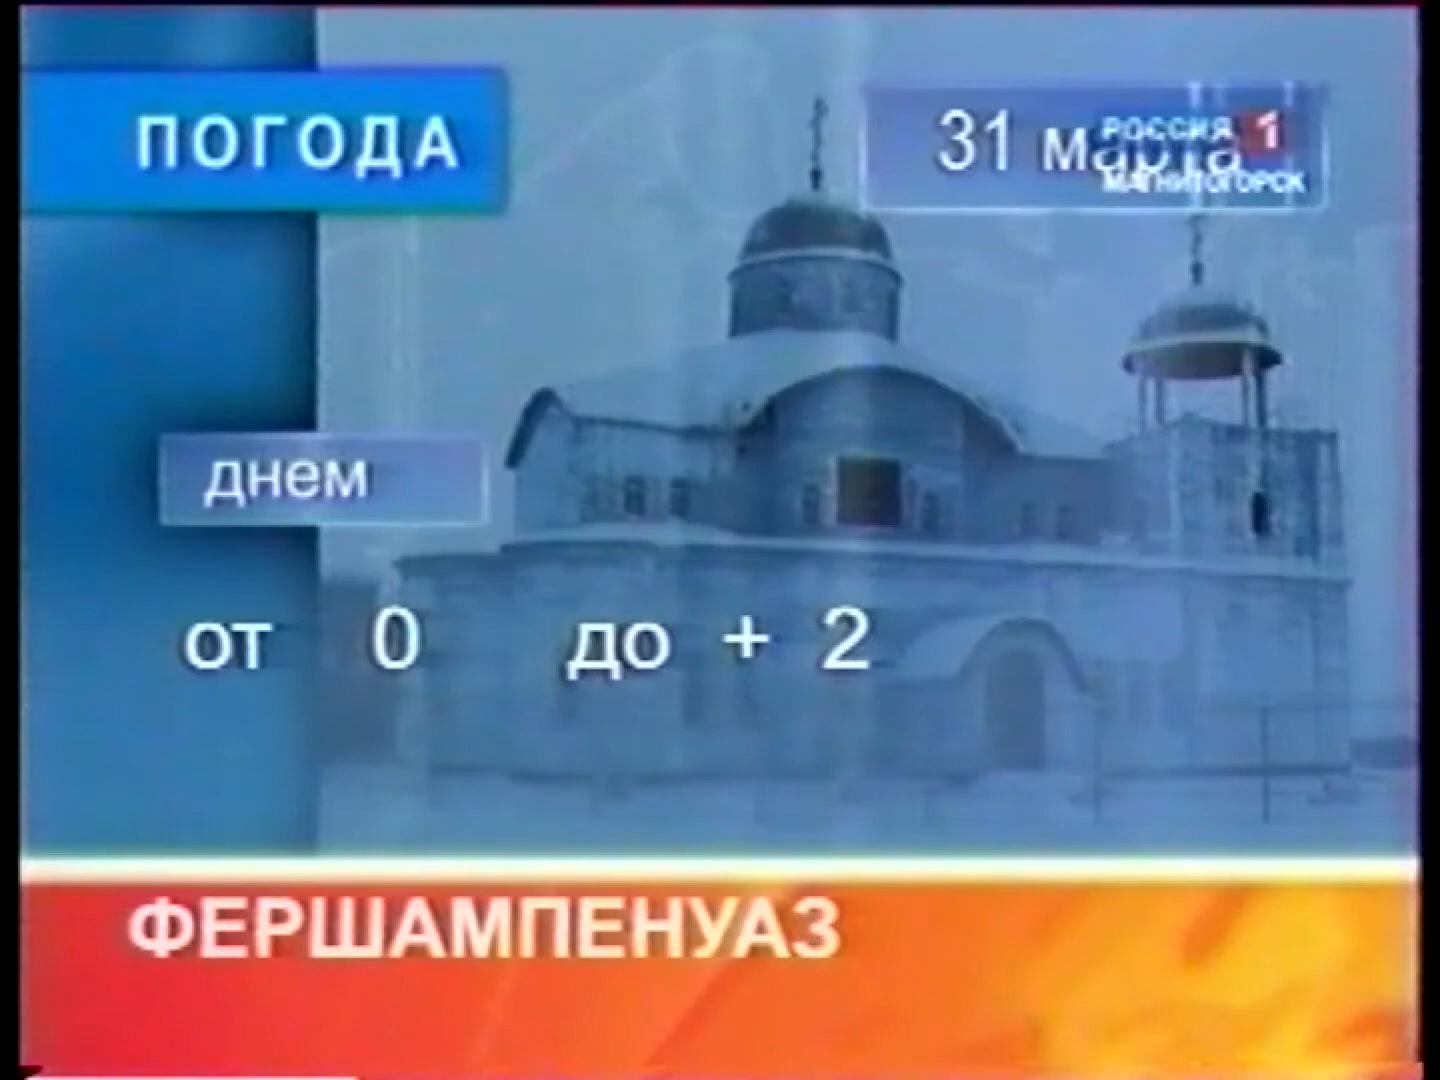 ПОГОДА
31 марта
РОССИЯ 1
МАГНИТОГОРСК
днем
от 0 до + 2
ФЕРШАМПЕНУАЗ